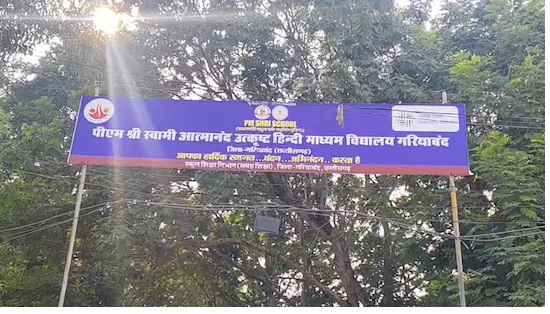 PM SHRI SCHOOL
पीएम श्री स्वामी आत्मानंद उत्कृष्ट हिन्दी माध्यम विद्यालय गरियाबंद
जिला-गरियाबंद (छत्तीसगढ़)
आपका हार्दिक स्वागत...वंदन...अभिनंदन..करता है
स्कूल शिक्षा विभाग (समग्र शिक्षा), जिला-गरियाबंद, छत्तीसगढ़